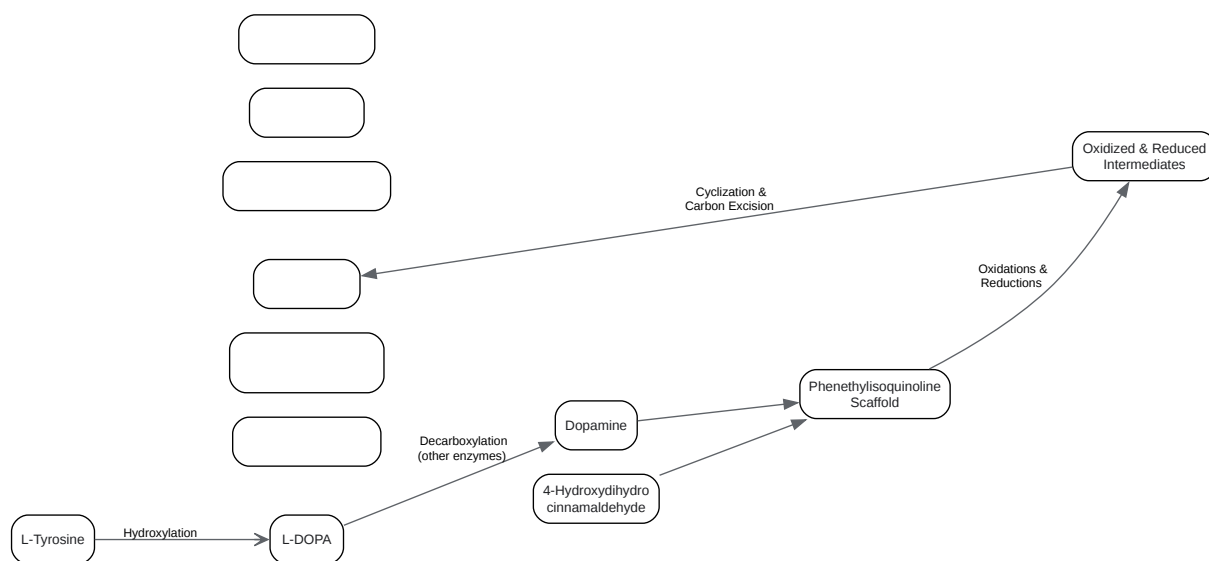 Oxidized & Reduced
Intermediates
Cyclization &
Carbon Excision
Oxidations &
Reductions
Phenethylisoquinoline
Scaffold
Dopamine
Decarboxylation
(other enzymes)
4-Hydroxydihydro
cinnamaldehyde
L-Tyrosine
Hydroxylation
L-DOPA